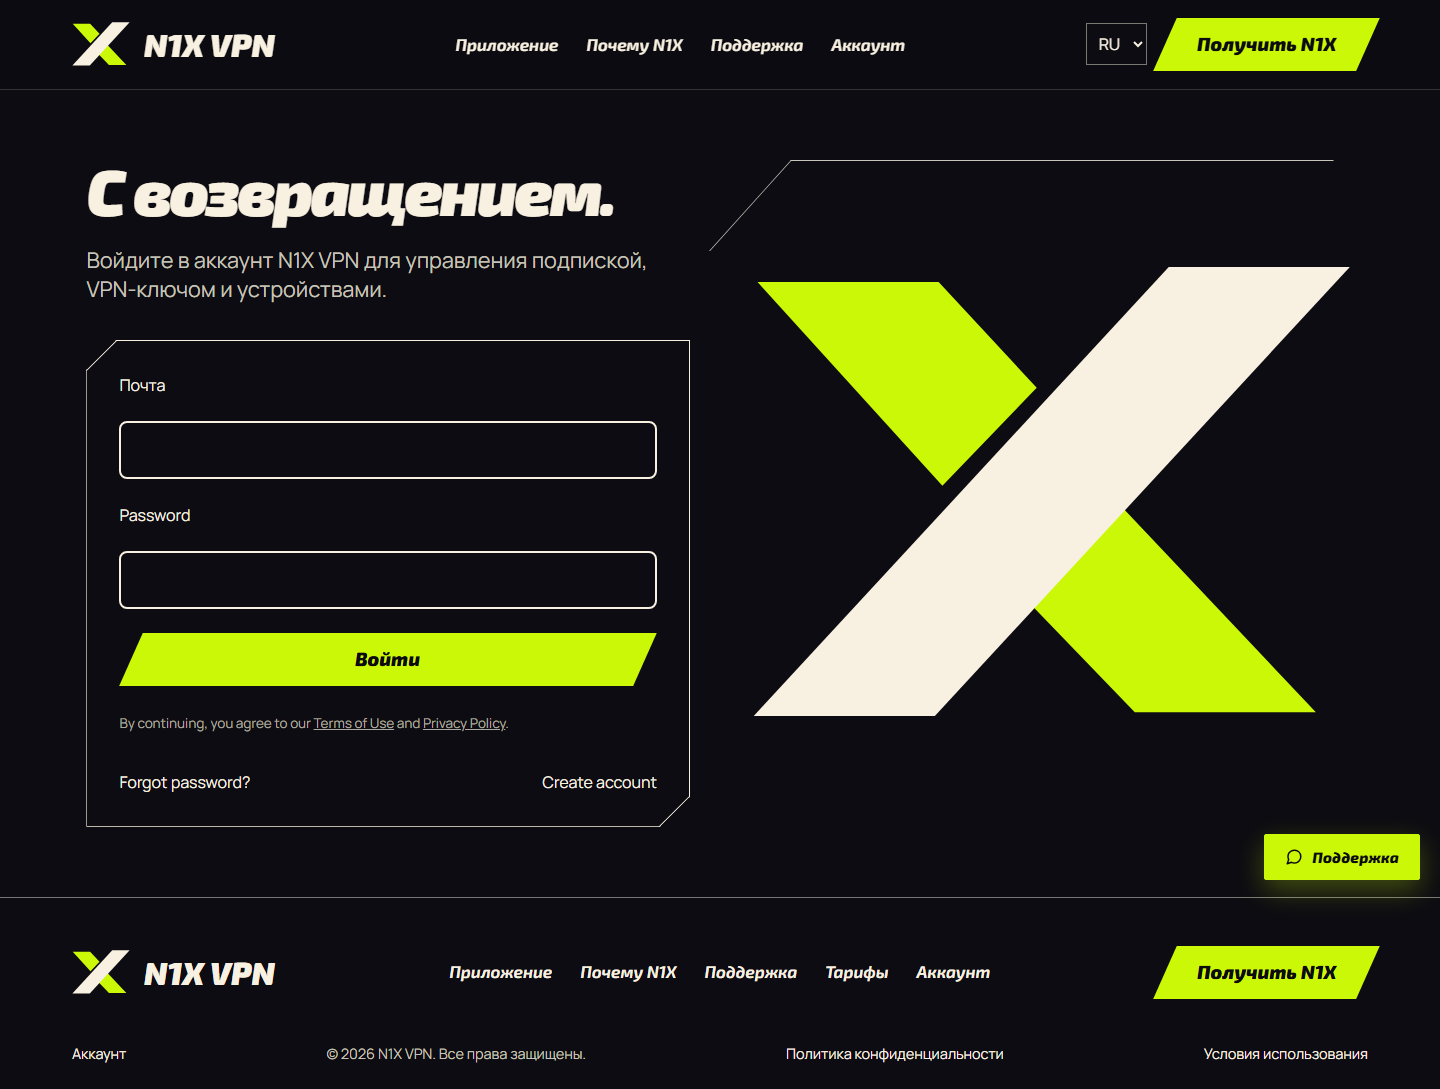 N1X VPN
Приложение Почему N1X Поддержка Аккаунт
RU
Получить N1X
С возвращением.
Войдите в аккаунт N1X VPN для управления подпиской,
VPN-ключом и устройствами.
Почта
Password
Войти
By continuing, you agree to our Terms of Use and Privacy Policy.
Forgot password? Create account
Поддержка
N1X VPN
Приложение Почему N1X Поддержка Тарифы Аккаунт
Получить N1X
Аккаунт © 2026 N1X VPN. Все права защищены. Политика конфиденциальности Условия использования